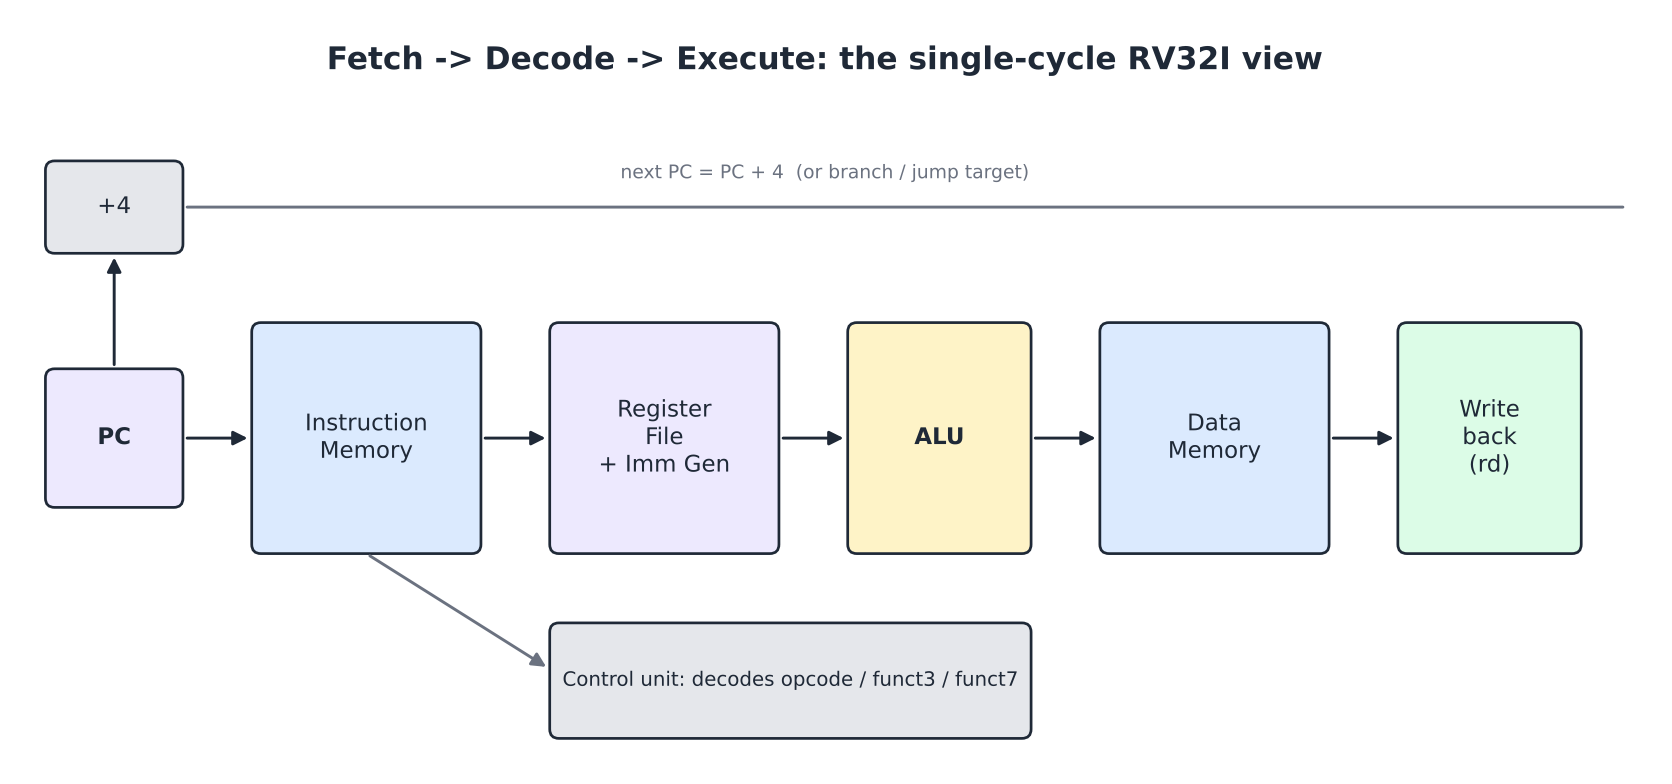 Fetch -> Decode -> Execute: the single-cycle RV32I view
next PC = PC + 4  (or branch / jump target)
+4
PC
Instruction
Memory
Register
File
+ Imm Gen
ALU
Data
Memory
Write
back
(rd)
Control unit: decodes opcode / funct3 / funct7